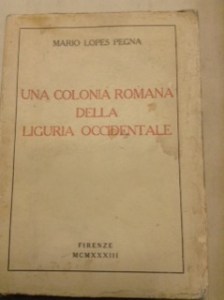 MARIO LOPES PEGNA
UNA COLONIA ROMANA
DELLA
LIGURIA OCCIDENTALE
FIRENZE
MCMXXXIII